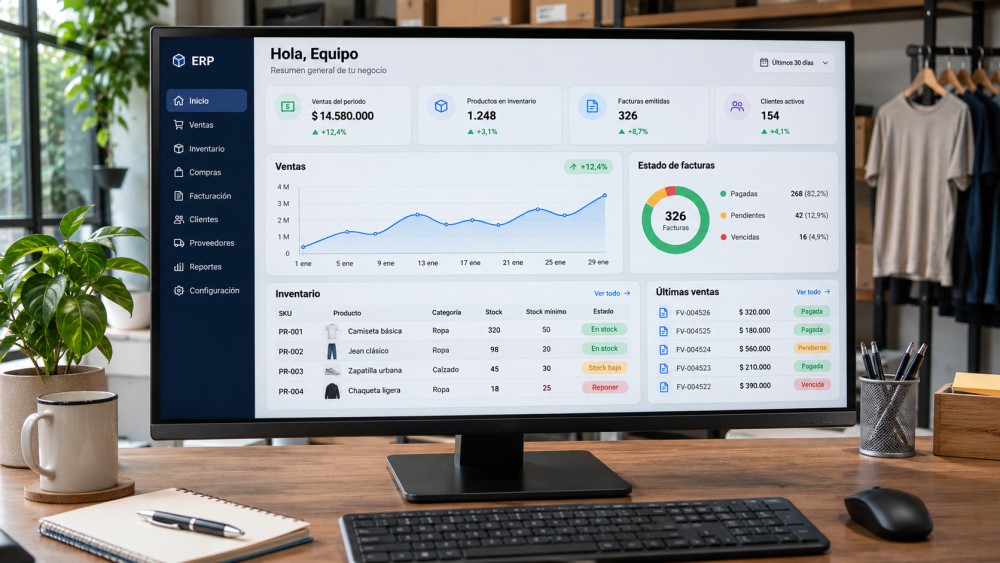 ERP
Inicio
Ventas
Inventario
Compras
Facturación
Clientes
Proveedores
Reportes
Configuración
Hola, Equipo
Resumen general de tu negocio
Últimos 30 días
Ventas del periodo
$ 14.580.000
+12,4%
Productos en inventario
1.248
+3,1%
Facturas emitidas
326
+8,7%
Clientes activos
154
+4,1%
Ventas
+12,4%
4 M
3 M
2 M
1 M
0
1 ene 5 ene 9 ene 13 ene 17 ene 21 ene 25 ene 29 ene
Estado de facturas
326
Facturas
Pagadas 268 (82,2%)
Pendientes 42 (12,9%)
Vencidas 16 (4,9%)
Inventario Ver todo →
SKU Producto Categoría Stock Stock mínimo Estado
PR-001 Camiseta básica Ropa 320 50 En stock
PR-002 Jean clásico Ropa 98 20 En stock
PR-003 Zapatilla urbana Calzado 45 30 Stock bajo
PR-004 Chaqueta ligera Ropa 18 25 Reponer
Últimas ventas Ver todo →
FV-004526 $ 320.000 Pagada
FV-004525 $ 180.000 Pagada
FV-004524 $ 560.000 Pendiente
FV-004523 $ 210.000 Pagada
FV-004522 $ 390.000 Vencida
$